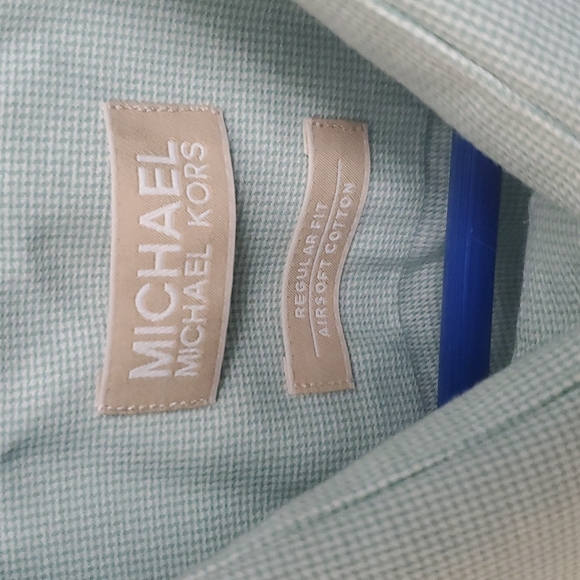 MICHAEL
MICHAEL KORS
REGULAR FIT
AIRSOFT COTTON